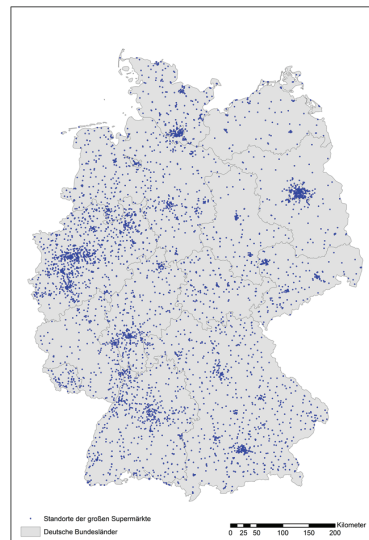 Standorte der großen Supermärkte
Deutsche Bundesländer
Kilometer
0 25 50 100 150 200